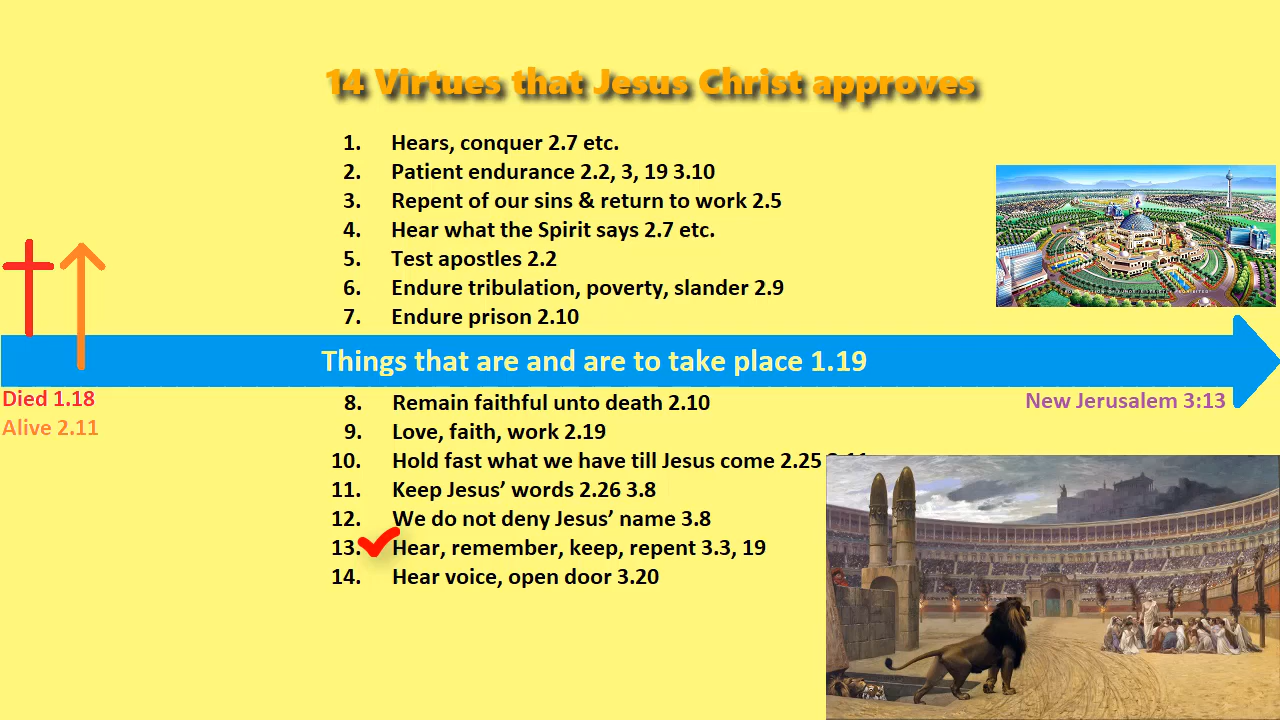 14 Virtues that Jesus Christ approves
1. Hears, conquer 2.7 etc.
2. Patient endurance 2.2, 3, 19 3.10
3. Repent of our sins & return to work 2.5
4. Hear what the Spirit says 2.7 etc.
5. Test apostles 2.2
6. Endure tribulation, poverty, slander 2.9
7. Endure prison 2.10
Things that are and are to take place 1.19
Died 1.18
Alive 2.11
New Jerusalem 3:13
8. Remain faithful unto death 2.10
9. Love, faith, work 2.19
10. Hold fast what we have till Jesus come 2.25
11. Keep Jesus’ words 2.26 3.8
12. We do not deny Jesus’ name 3.8
13. Hear, remember, keep, repent 3.3, 19
14. Hear voice, open door 3.20